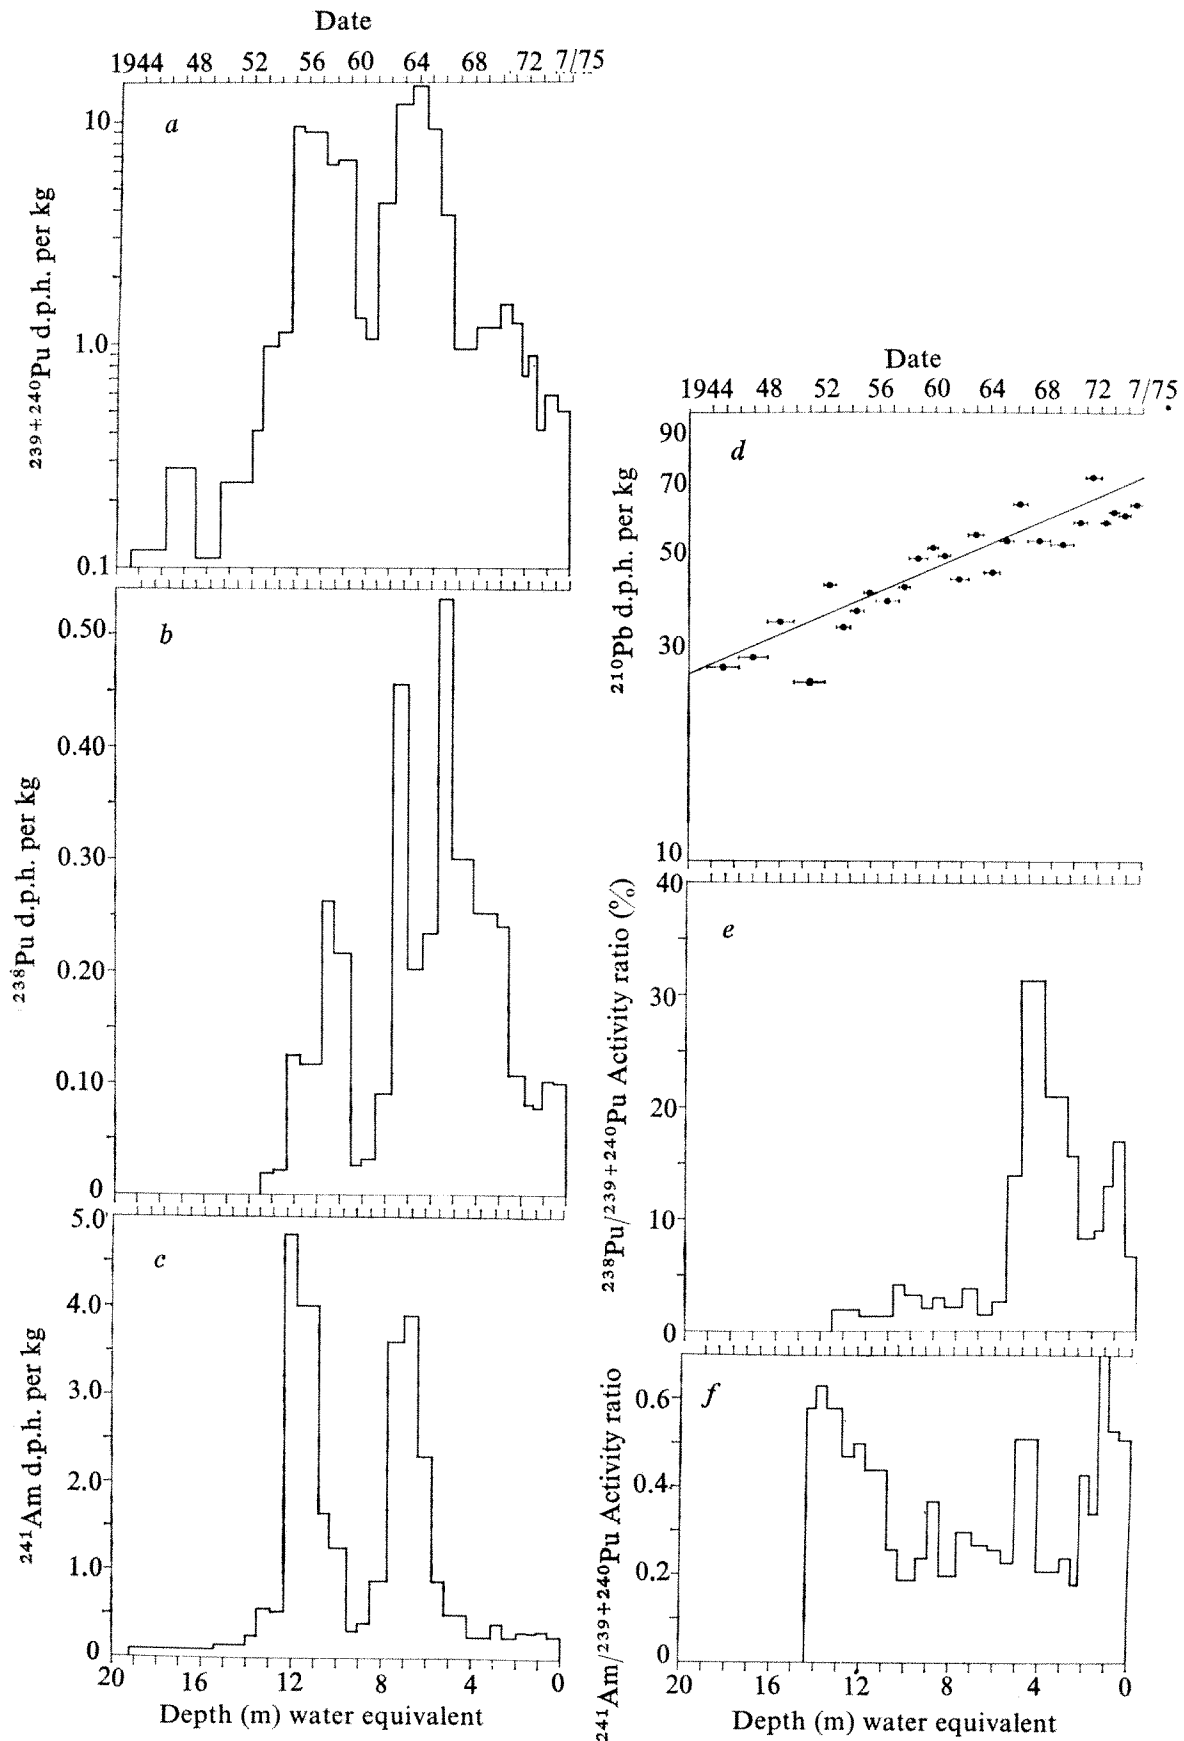 Date
1944 48 52 56 60 64 68 72 7/75
a
10
1.0
0.1
239+240Pu d.p.h. per kg
b
0.50
0.40
0.30
0.20
0.10
0
238Pu d.p.h. per kg
c
5.0
4.0
3.0
2.0
1.0
0
241Am d.p.h. per kg
20 16 12 8 4 0
Depth (m) water equivalent
Date
1944 48 52 56 60 64 68 72 7/75
d
90
70
50
30
10
210Pb d.p.h. per kg
e
40
30
20
10
0
238Pu/239+240Pu Activity ratio (%)
f
0.6
0.4
0.2
0
241Am/239+240Pu Activity ratio
20 16 12 8 4 0
Depth (m) water equivalent